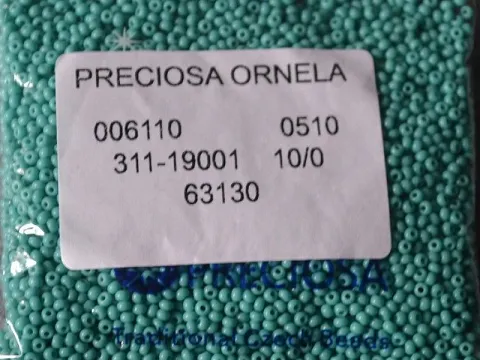 PRECIOSA ORNELA
006110 0510
311-19001 10/0
63130
PRECIOSA
Traditional Czech Beads